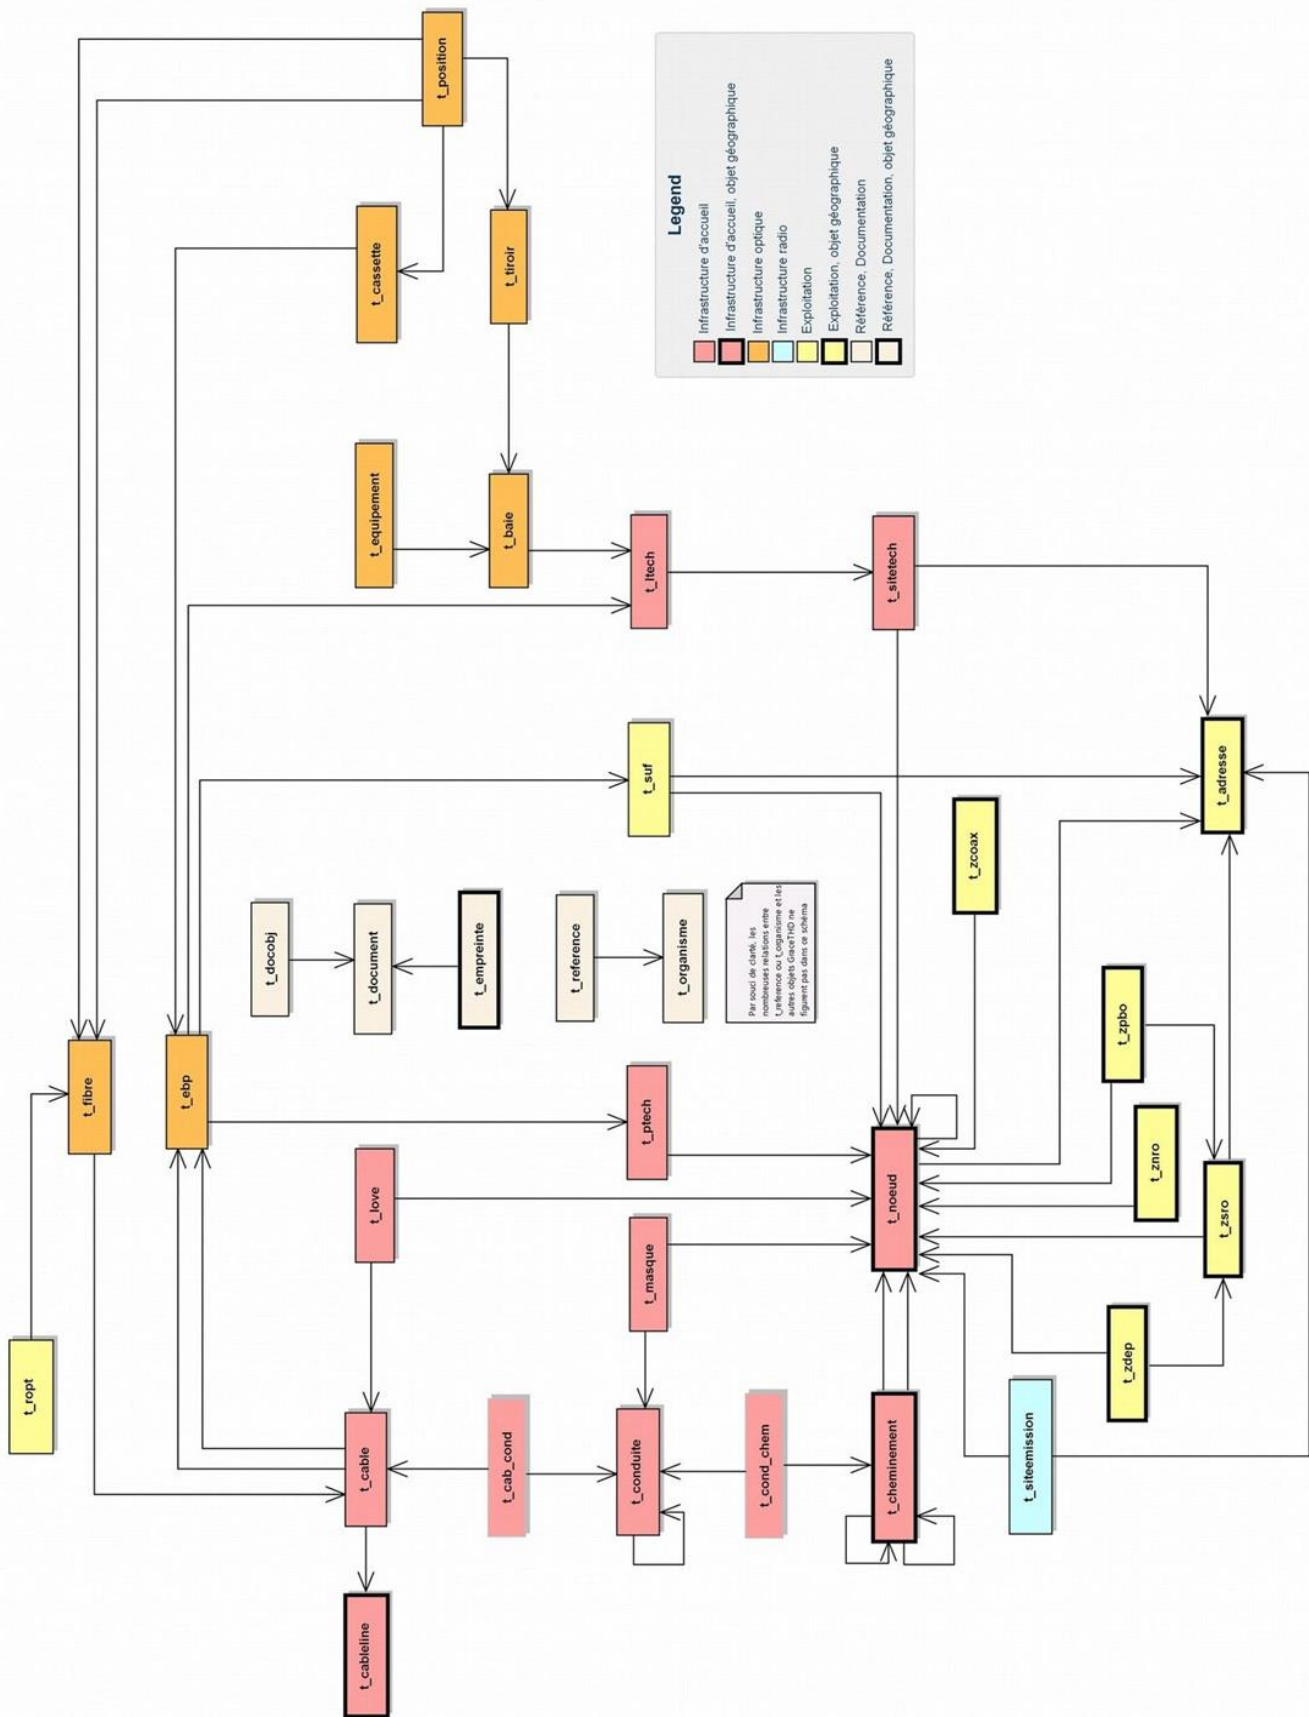 t_ropt
t_fibre
t_ebp
t_docobj
t_cableline
t_cable
t_love
t_document
t_equipement
t_cassette
t_position
t_empreinte
t_cab_cond
t_baie
t_tiroir
t_reference
t_conduite
t_masque
t_ptech
t_suf
t_ltech
t_organisme
Par souci de clarté, les
nombreuses relations entre
t_reference ou t_organisme et les
autres objets GraceTHD ne
figurent pas dans ce schéma
Legend
Infrastructure d'accueil
Infrastructure d'accueil, objet géographique
Infrastructure optique
Infrastructure radio
Exploitation
Exploitation, objet géographique
Référence, Documentation
Référence, Documentation, objet géographique
t_cond_chem
t_cheminement
t_noeud
t_sitetech
t_zcoax
t_siteemission
t_zdep
t_zpbo
t_znro
t_zsro
t_adresse